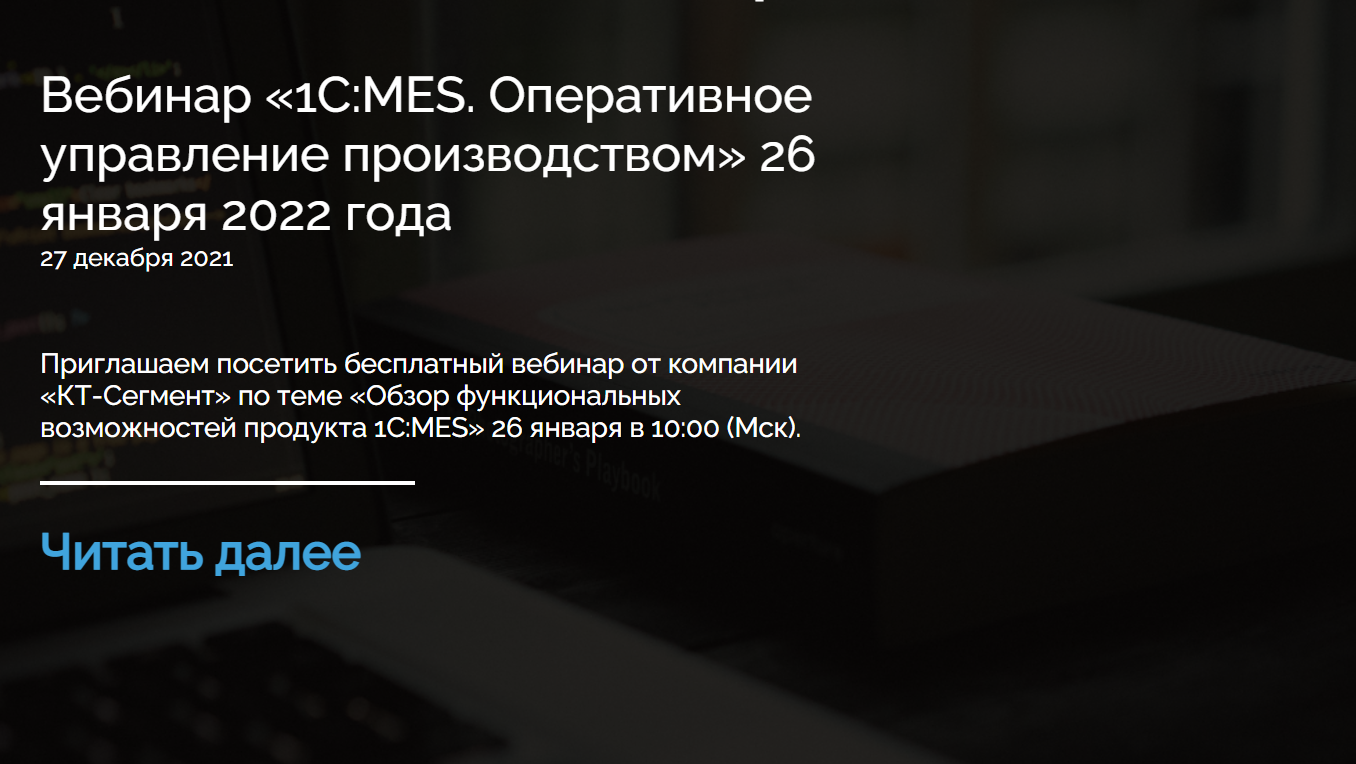 Вебинар «1С:MES. Оперативное
управление производством» 26
января 2022 года
27 декабря 2021
Приглашаем посетить бесплатный вебинар от компании
«КТ-Сегмент» по теме «Обзор функциональных
возможностей продукта 1С:MES» 26 января в 10:00 (Мск).
Playbook
Читать далее